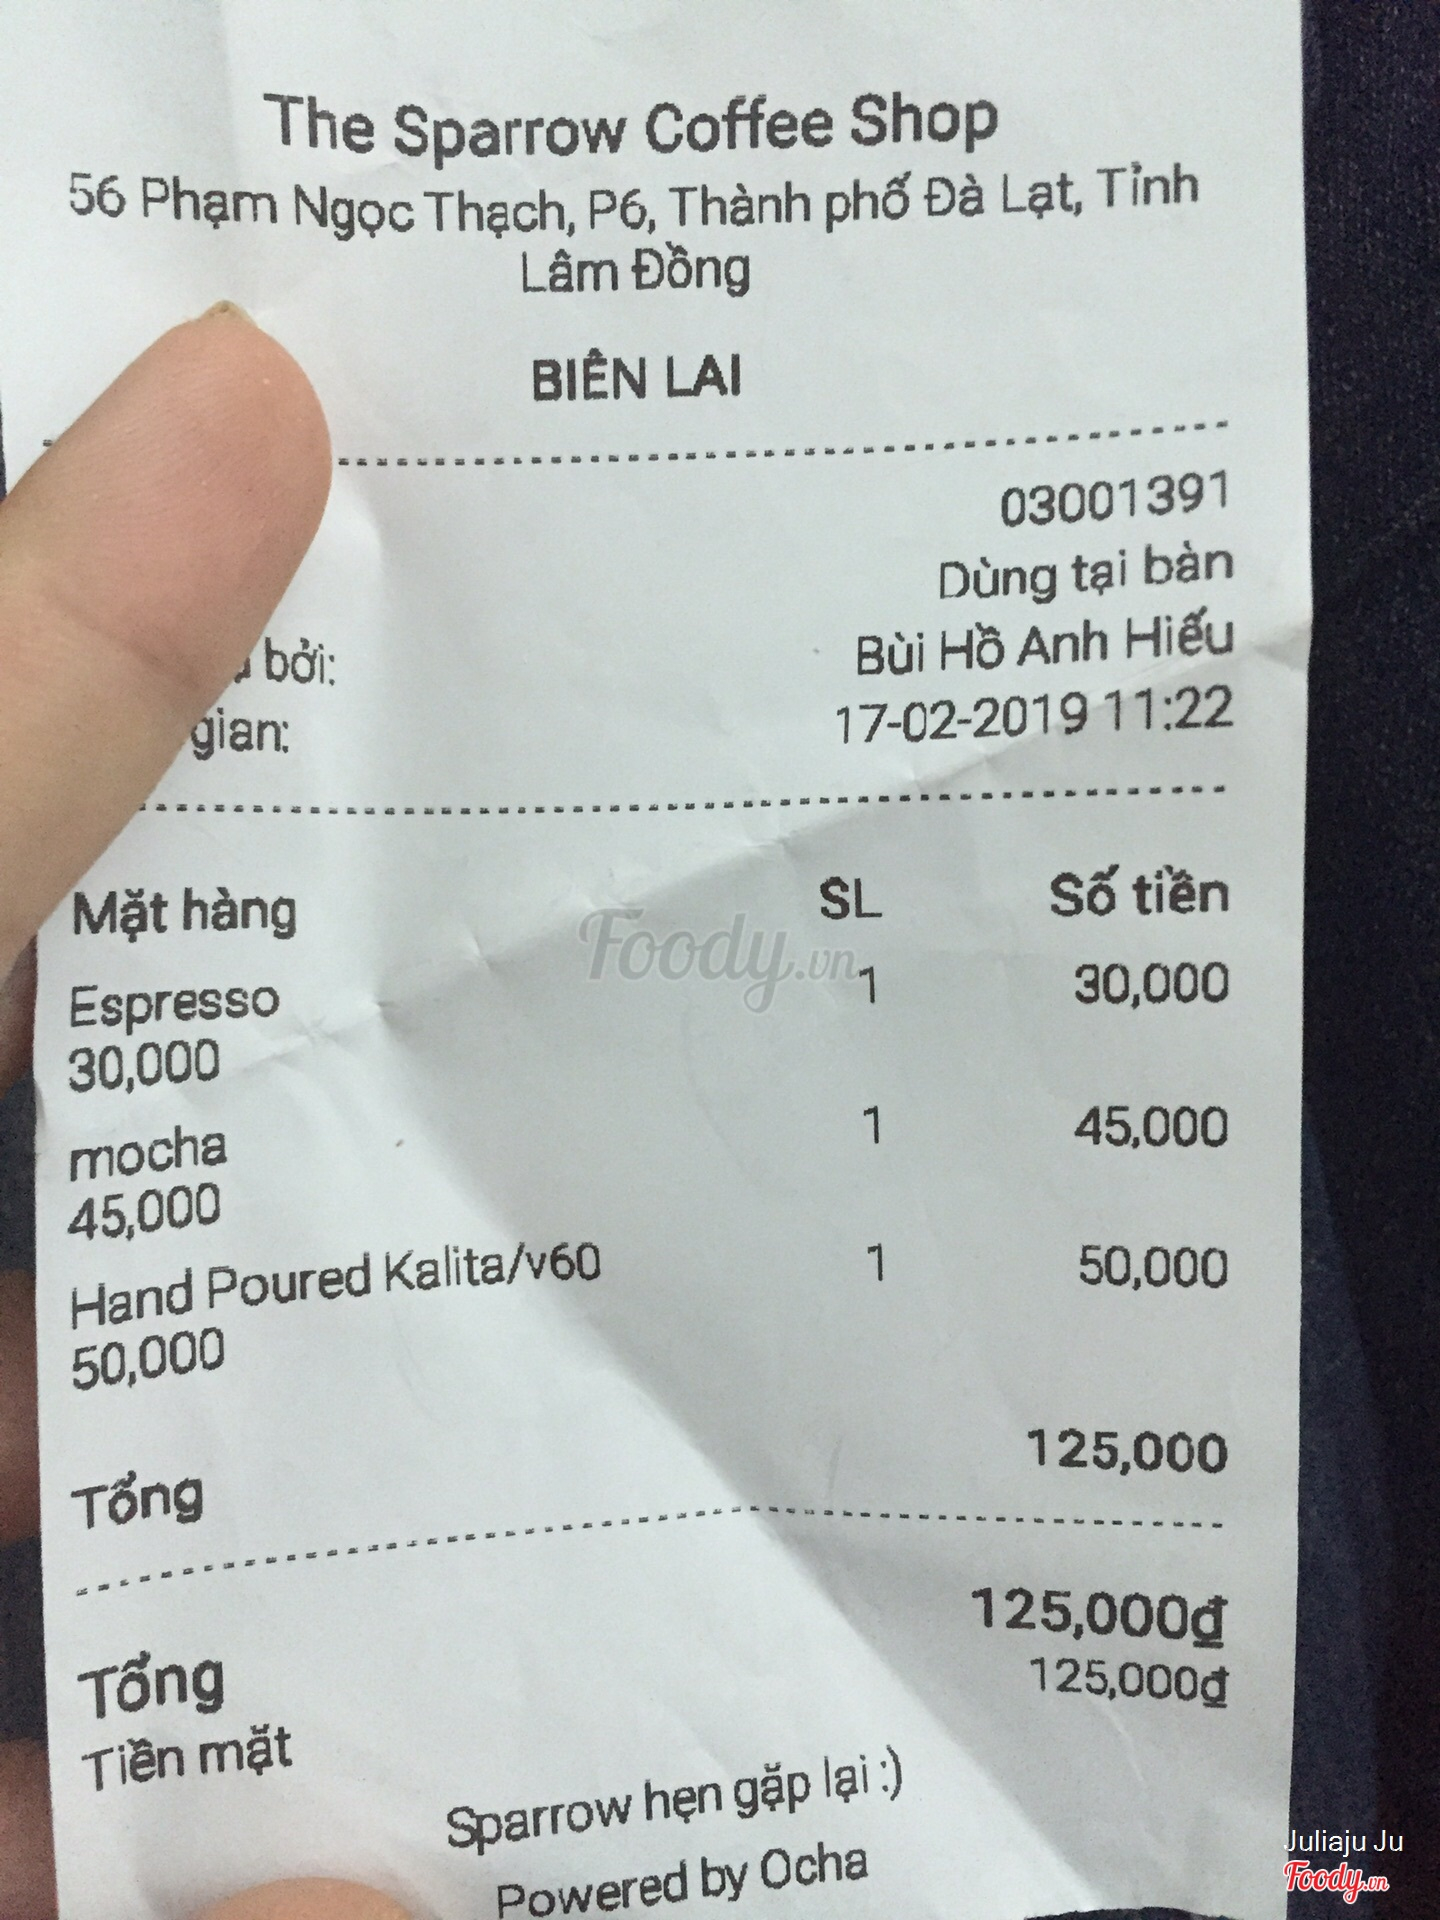 The Sparrow Coffee Shop
56 Phạm Ngọc Thạch, P6, Thành phố Đà Lạt, Tỉnh
Lâm Đồng
BIÊN LAI
03001391
Dùng tại bàn
bởi: Bùi Hồ Anh Hiếu
gian: 17-02-2019 11:22
Mặt hàng SL Số tiền
Espresso 1 30,000
30,000
mocha 1 45,000
45,000
Hand Poured Kalita/v60 1 50,000
50,000
Tổng 125,000
Tổng 125,000₫
Tiền mặt 125,000₫
Sparrow hẹn gặp lại :)
Powered by Ocha
Foody.vn
Juliaju Ju
Foody.vn